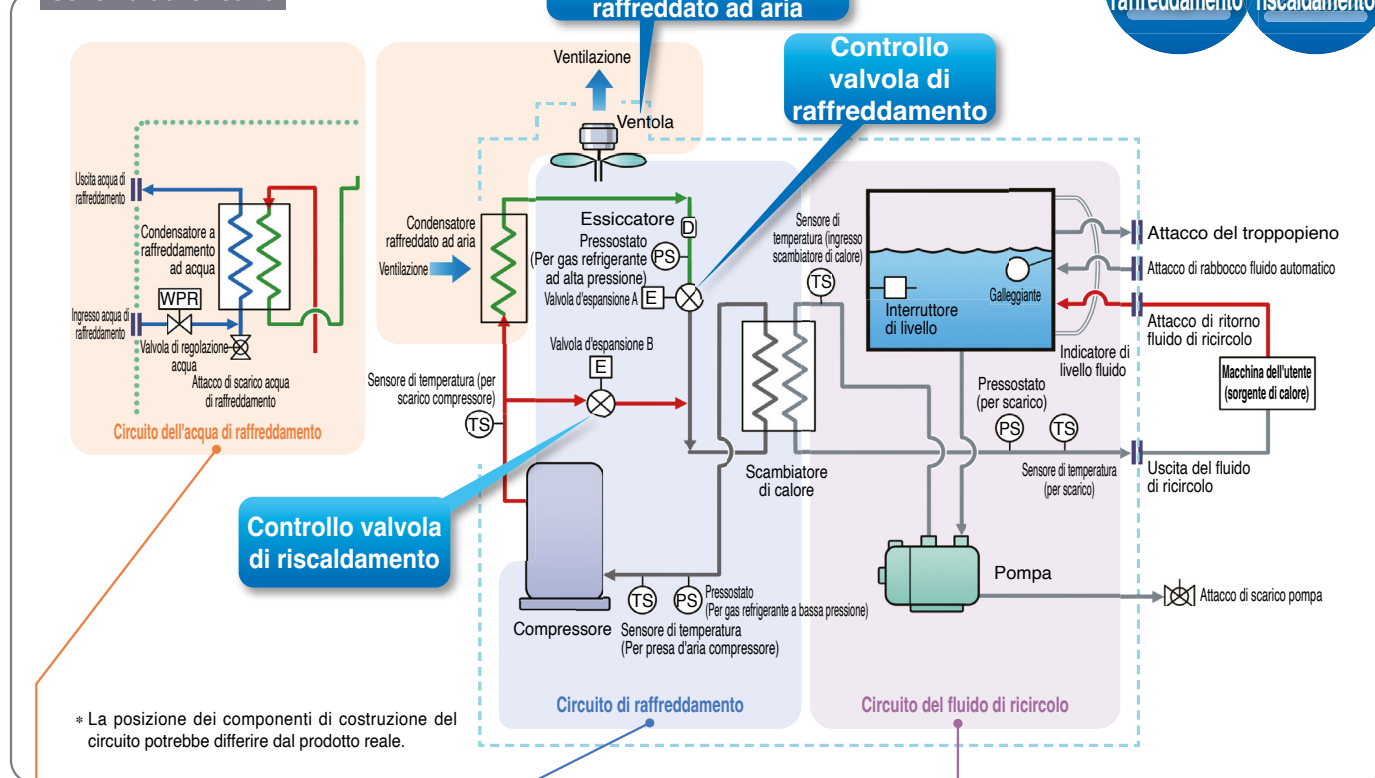 raffreddato ad aria
raffreddamento
riscaldamento
Ventilazione
Controllo
valvola di
raffreddamento
Ventola
Uscita acqua di
raffreddamento
Condensatore a
raffreddamento
ad acqua
WPR
Ingresso acqua di
raffreddamento
Valvola di regolazione
acqua
Attacco di scarico acqua
di raffreddamento
Circuito dell'acqua di raffreddamento
Condensatore
raffreddato ad aria
Ventilazione
Essiccatore
D
Pressostato
(Per gas refrigerante
ad alta pressione)
PS
Valvola d'espansione A
E
Valvola d'espansione B
E
Sensore di temperatura (per
scarico compressore)
TS
Controllo valvola
di riscaldamento
Sensore di
temperatura (ingresso
scambiatore di calore)
TS
Scambiatore
di calore
Compressore
TS
Sensore di temperatura
(Per presa d'aria compressore)
PS
Pressostato
(Per gas refrigerante a bassa pressione)
Circuito di raffreddamento
Interruttore
di livello
Galleggiante
Indicatore di
livello fluido
Attacco del troppopieno
Attacco di rabbocco fluido automatico
Attacco di ritorno
fluido di ricircolo
Macchina dell'utente
(sorgente di calore)
Pressostato
(per scarico)
PS
TS
Sensore di temperatura
(per scarico)
Uscita del fluido
di ricircolo
Pompa
Attacco di scarico pompa
Circuito del fluido di ricircolo
* La posizione dei componenti di costruzione del
circuito potrebbe differire dal prodotto reale.